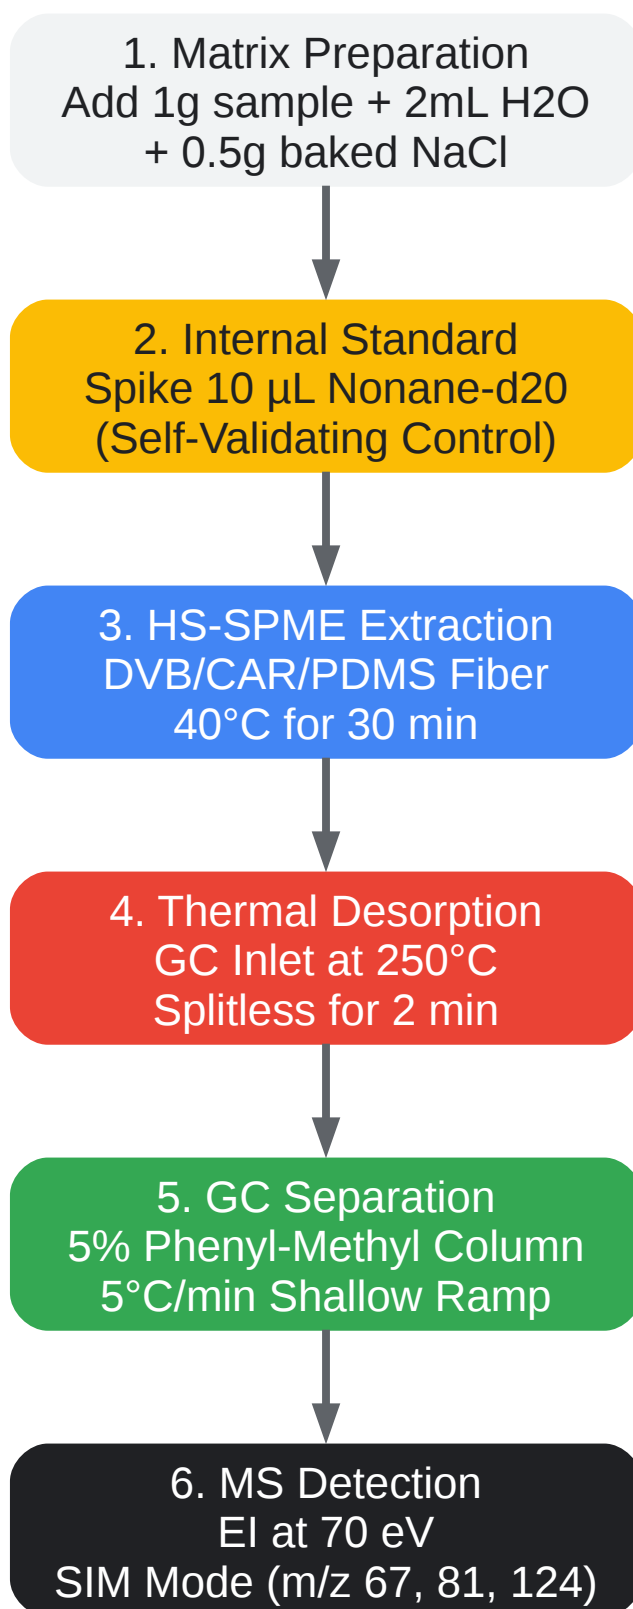 1. Matrix Preparation
Add 1g sample + 2mL H2O
+ 0.5g baked NaCl
2. Internal Standard
Spike 10 µL Nonane-d20
(Self-Validating Control)
3. HS-SPME Extraction
DVB/CAR/PDMS Fiber
40°C for 30 min
4. Thermal Desorption
GC Inlet at 250°C
Splitless for 2 min
5. GC Separation
5% Phenyl-Methyl Column
5°C/min Shallow Ramp
6. MS Detection
EI at 70 eV
SIM Mode (m/z 67, 81, 124)